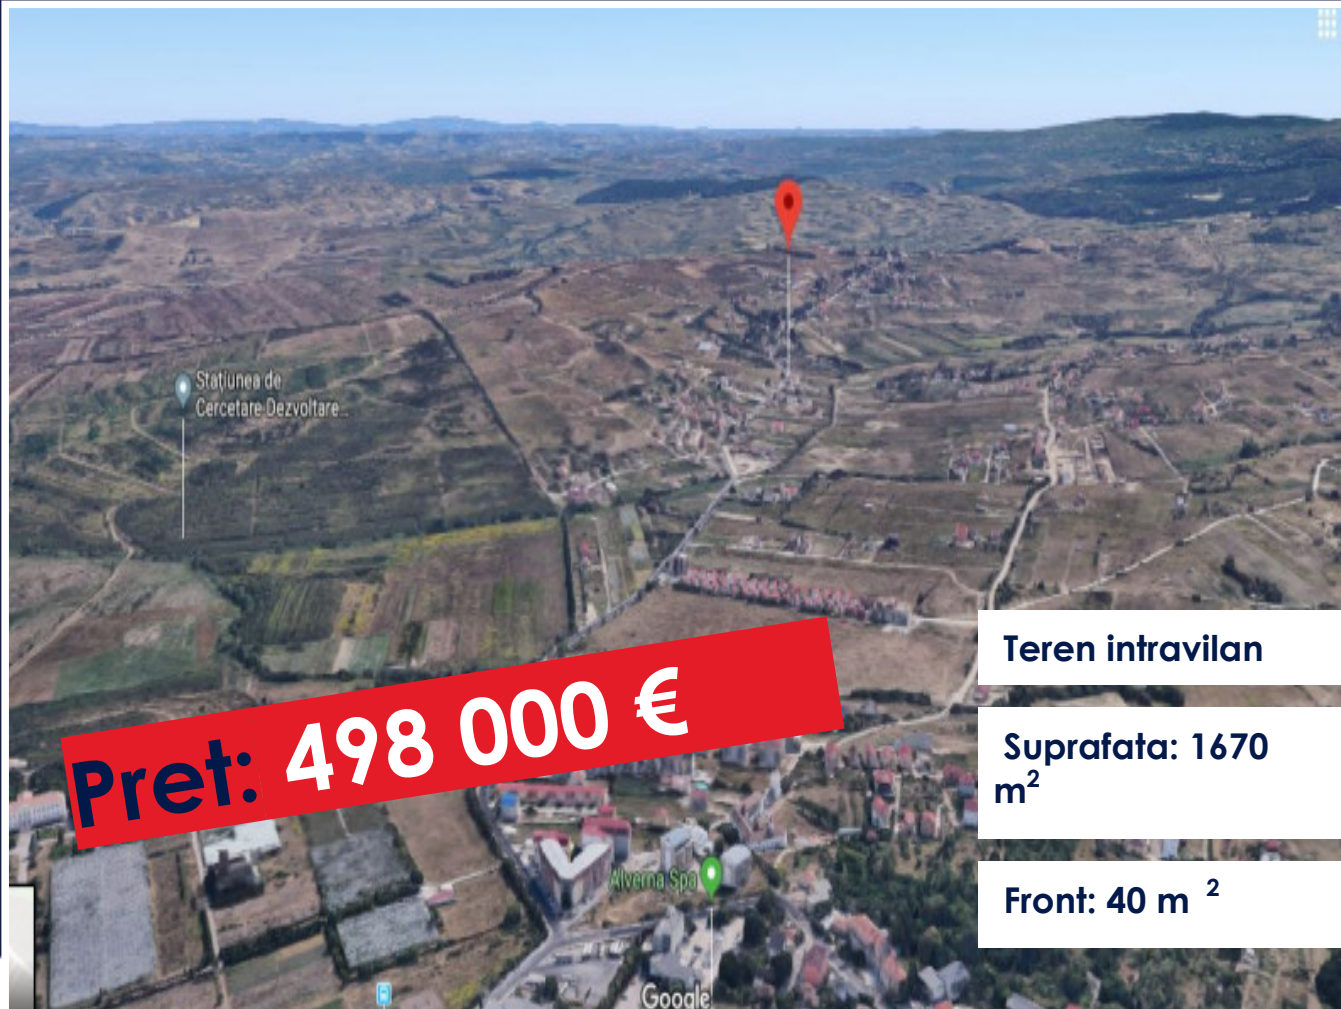 Stațiunea de
Cercetare Dezvoltare...
Teren intravilan
Pret: 498 000 €
Suprafata: 1670
m²
Alverna Spa
Front: 40 m ²
Google